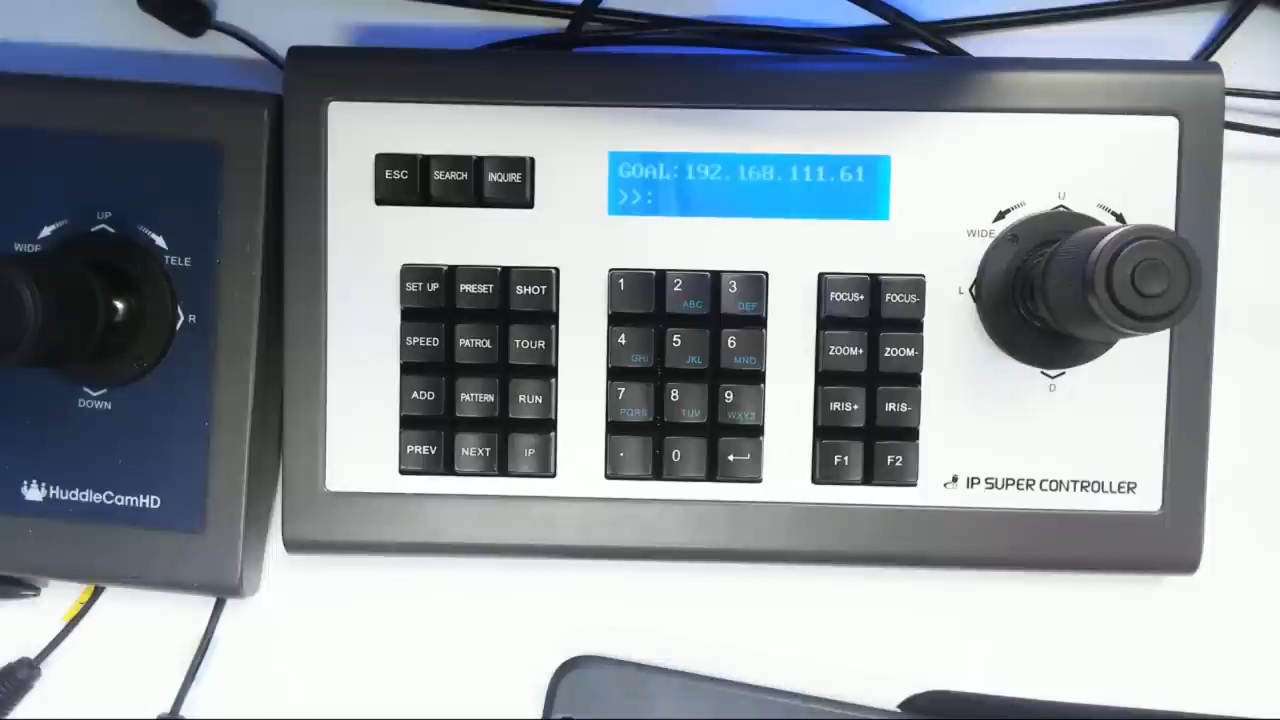 UP
WIDE
TELE
R
DOWN
HuddleCamHD
ESC SEARCH INQUIRE
GOAL:192.168.111.61
>>:
SET UP PRESET SHOT
SPEED PATROL TOUR
ADD PATTERN RUN
PREV NEXT IP
1 2 ABC 3 DEF
4 GHI 5 JKL 6 MNO
7 PQRS 8 TUV 9 WXYZ
. 0
FOCUS+ FOCUS-
ZOOM+ ZOOM-
IRIS+ IRIS-
F1 F2
U
WIDE
L
D
IP SUPER CONTROLLER